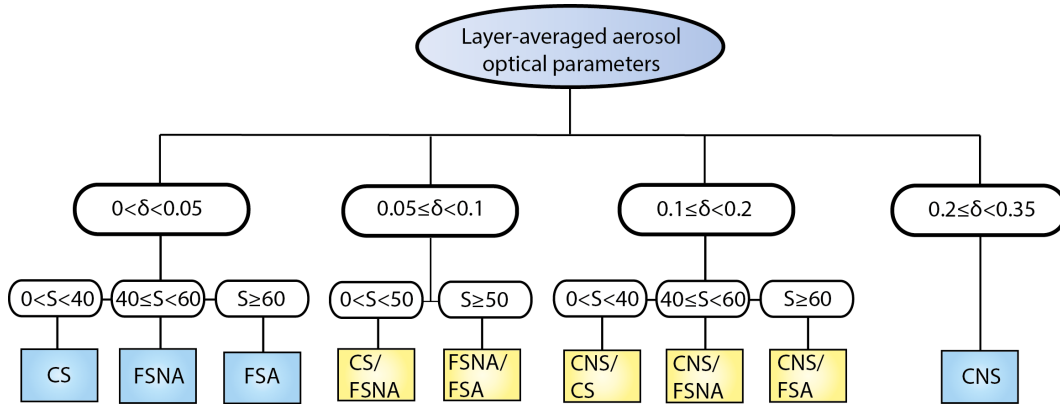 Layer-averaged aerosol
optical parameters
0<δ<0.05
0.05≤δ<0.1
0.1≤δ<0.2
0.2≤δ<0.35
0<S<40
40≤S<60
S≥60
0<S<50
S≥50
0<S<40
40≤S<60
S≥60
CS
FSNA
FSA
CS/
FSNA
FSNA/
FSA
CNS/
CS
CNS/
FSNA
CNS/
FSA
CNS